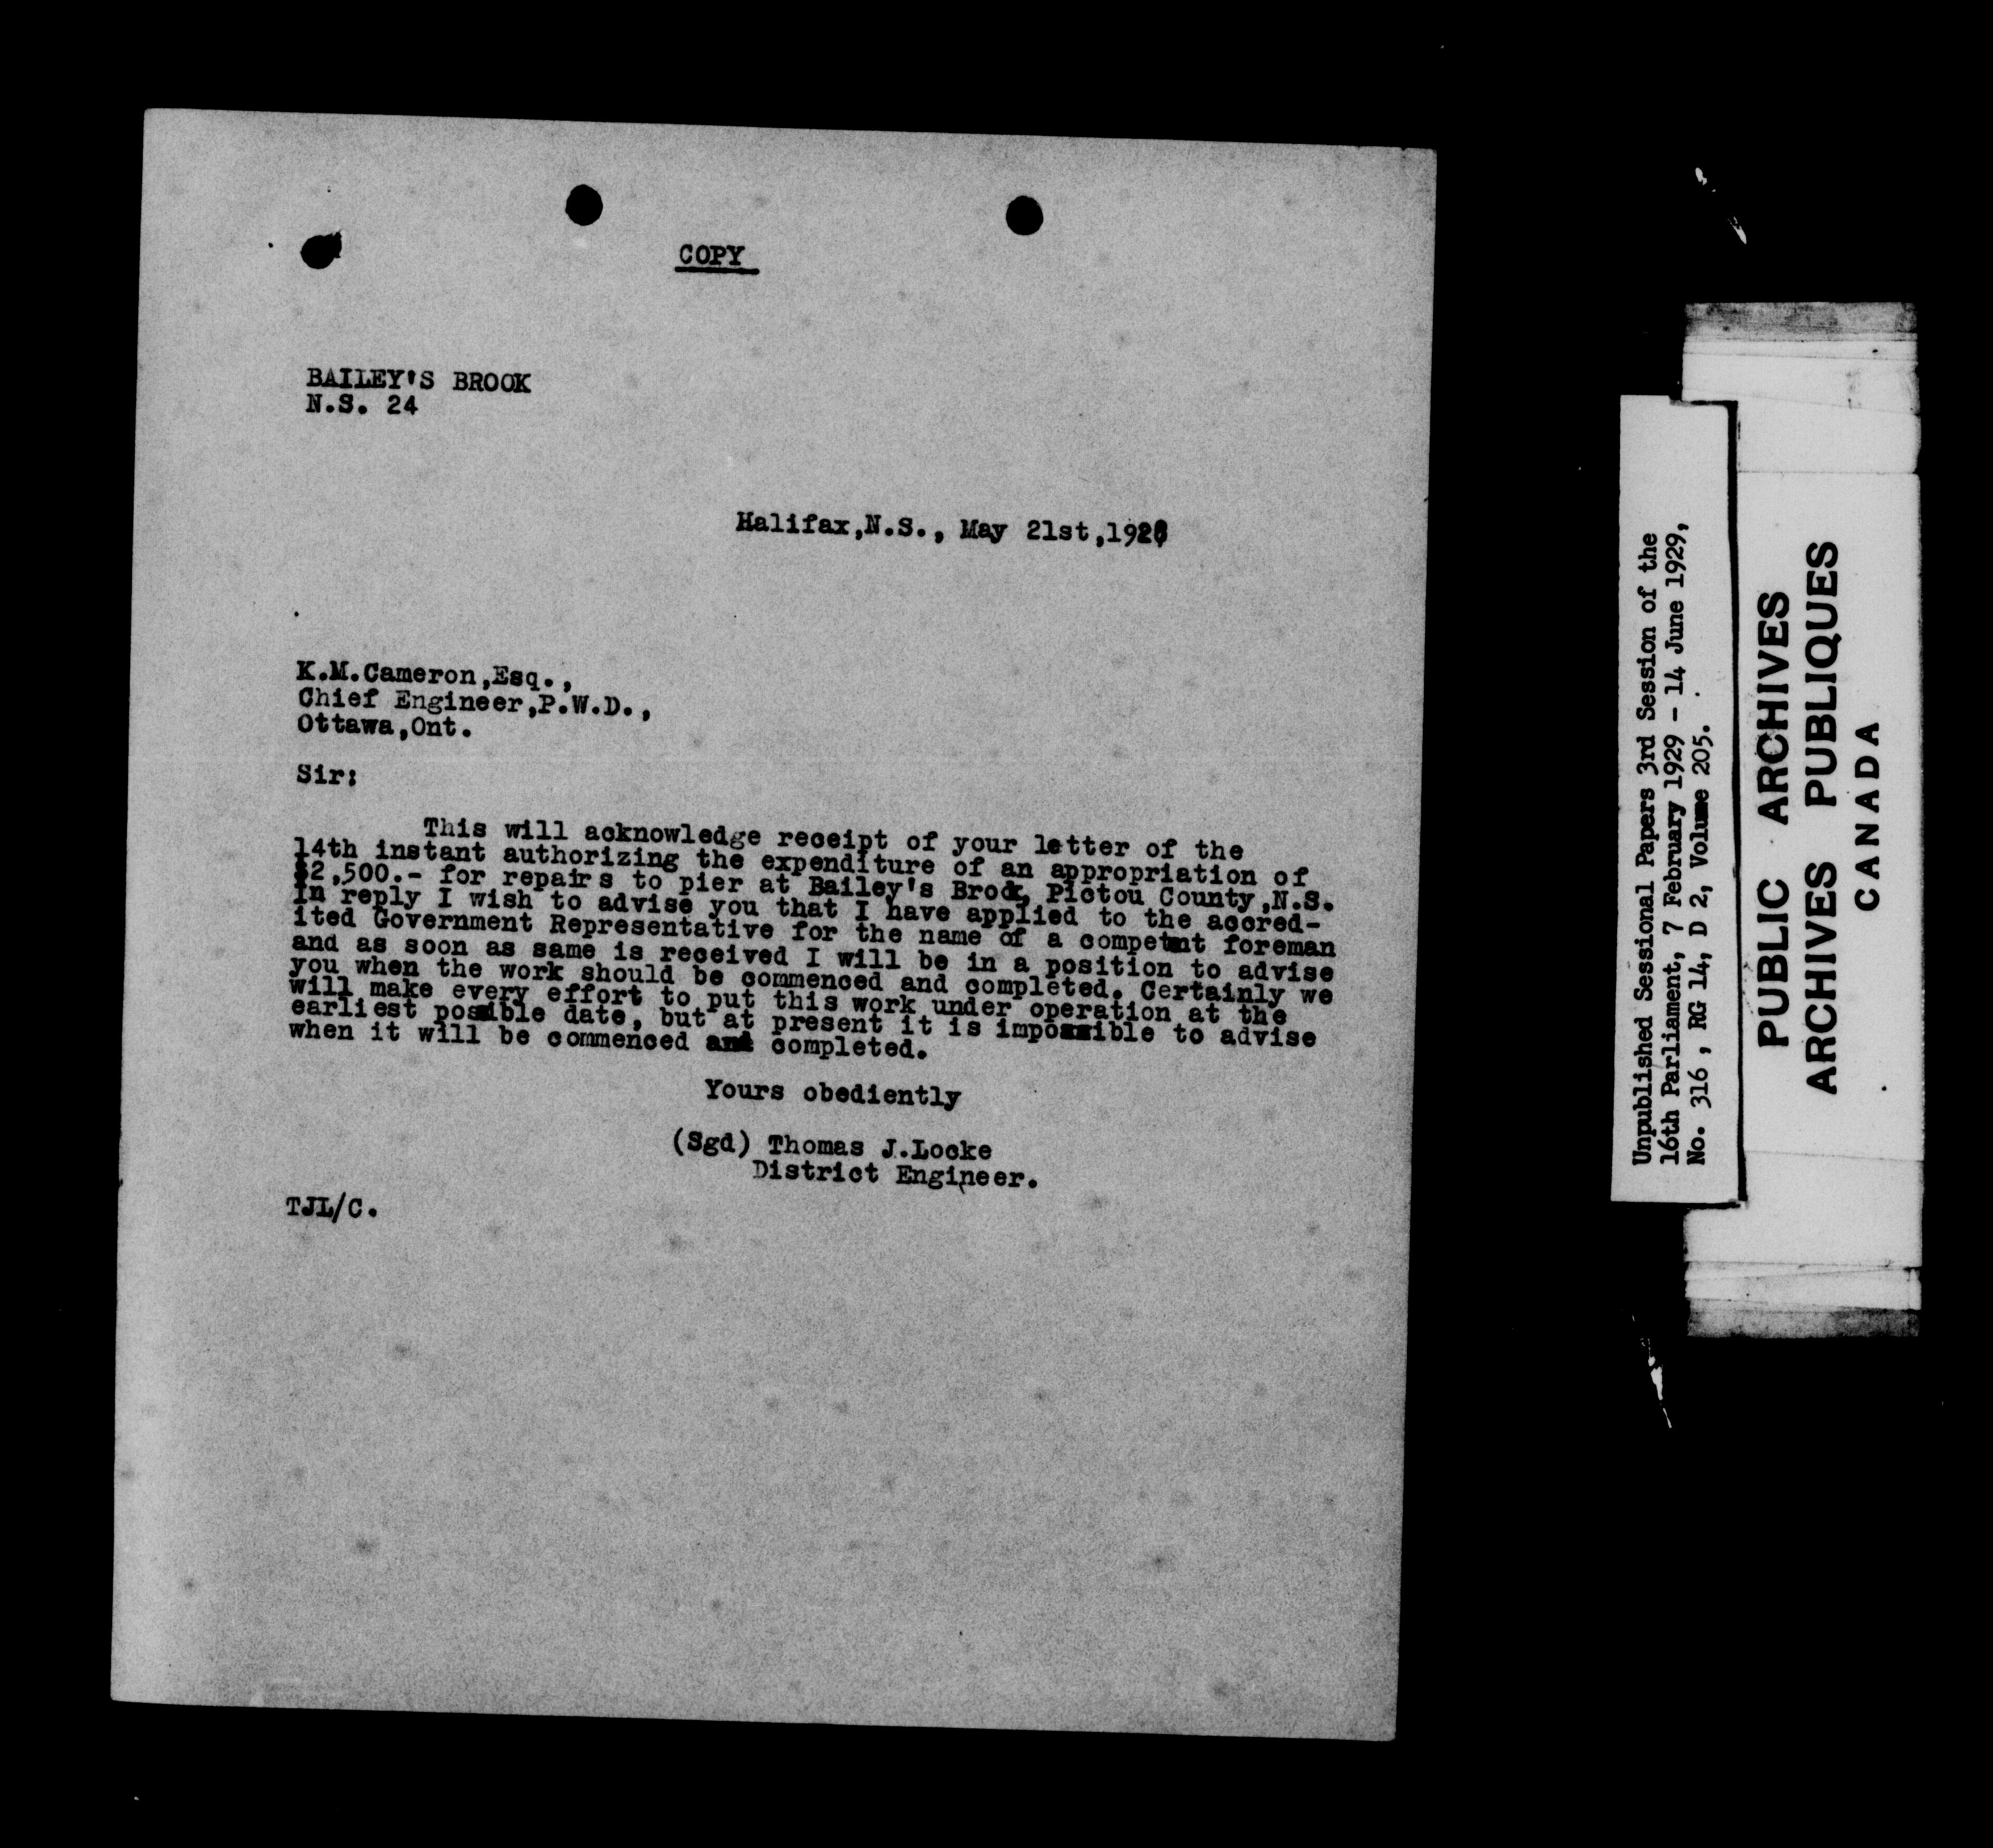 COPY
BAILEY'S BROOK
N.S. 24
Halifax,N.S., May 21st,1928
K.M.Cameron,Esq.,
Chief Engineer,P.W.D.,
Ottawa,Ont.
Sir:
This will acknowledge receipt of your letter of the
14th instant authorizing the expenditure of an appropriation of
$2,500.- for repairs to pier at Bailey's Brook, Pictou County,N.S.
In reply I wish to advise you that I have applied to the accred-
ited Government Representative for the name of a competent foreman
and as soon as same is received I will be in a position to advise
you when the work should be commenced and completed. Certainly we
will make every effort to put this work under operation at the
earliest possible date, but at present it is impossible to advise
when it will be commenced and completed.
Yours obediently
(Sgd) Thomas J.Locke
District Engineer.
TJL/C.
Unpublished Sessional Papers 3rd Session of the
16th Parliament, 7 February 1929 - 14 June 1929,
No. 316 , RG 14, D 2, Volume 205.
PUBLIC ARCHIVES
ARCHIVES PUBLIQUES
CANADA